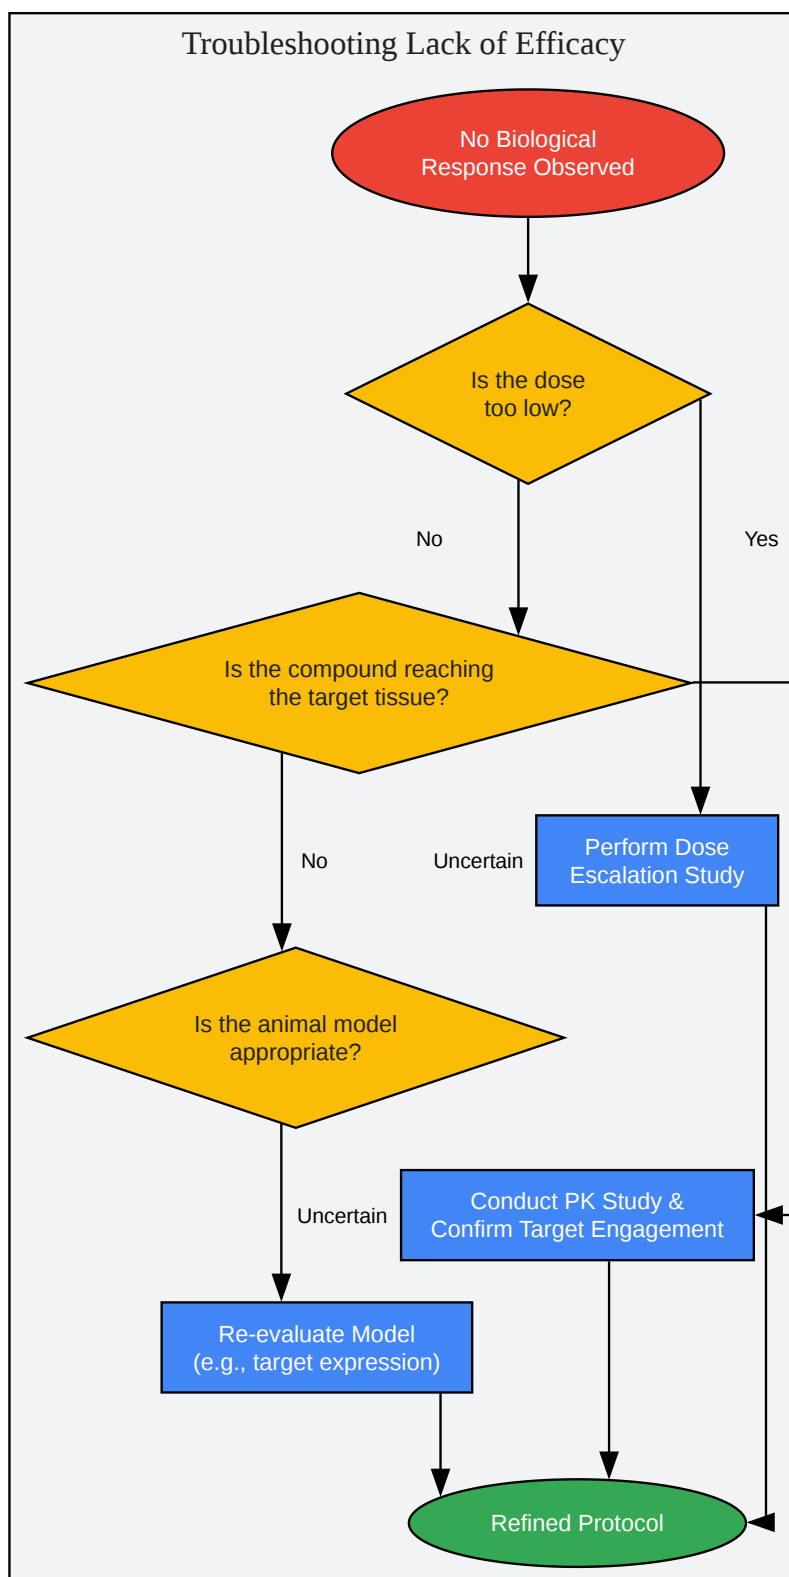 Troubleshooting Lack of Efficacy
No Biological
Response Observed
Is the dose
too low?
No
Yes
Is the compound reaching
the target tissue?
No
Uncertain
Perform Dose
Escalation Study
Is the animal model
appropriate?
Uncertain
Conduct PK Study &
Confirm Target Engagement
Re-evaluate Model
(e.g., target expression)
Refined Protocol